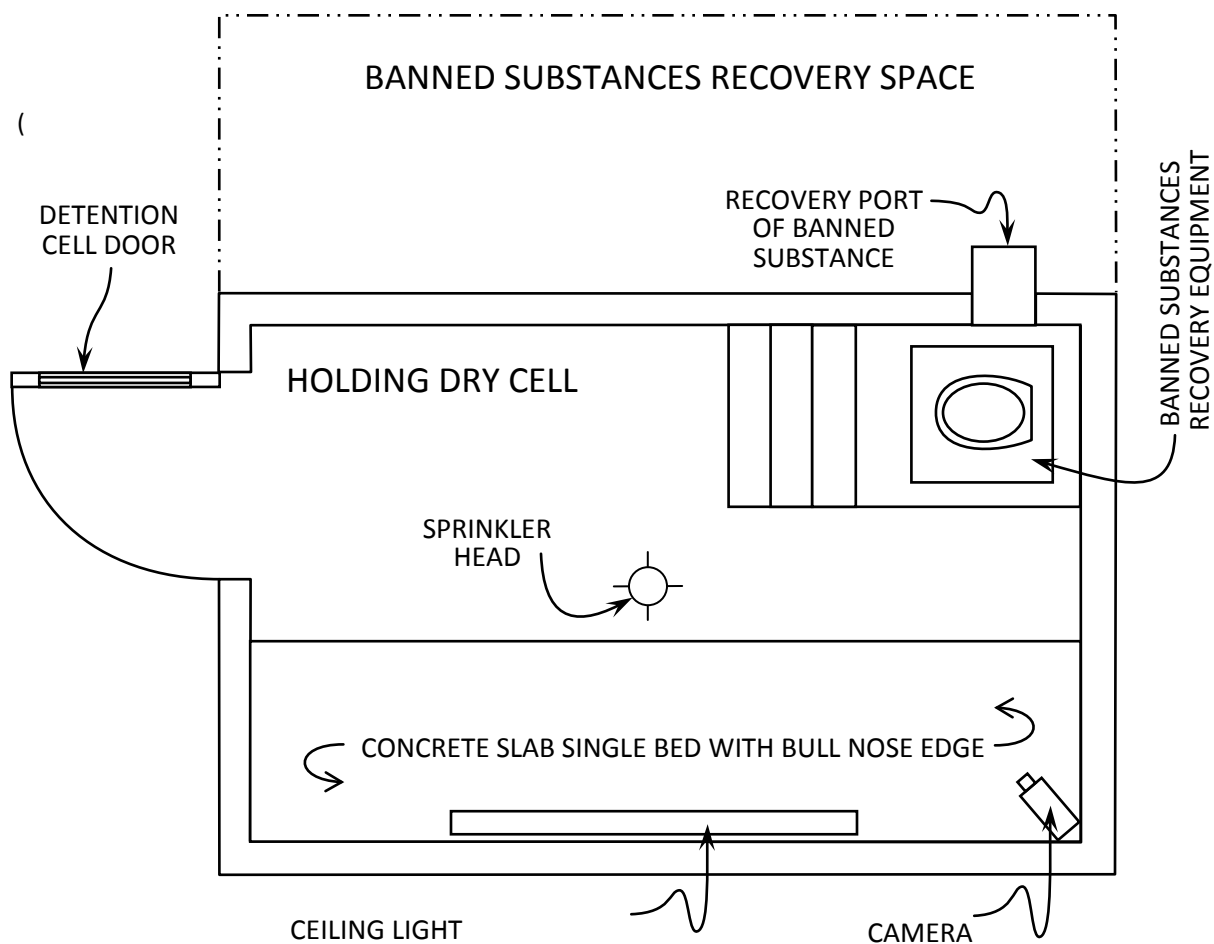 BANNED SUBSTANCES RECOVERY SPACE
(
DETENTION
CELL DOOR
RECOVERY PORT
OF BANNED
SUBSTANCE
BANNED SUBSTANCES
RECOVERY EQUIPMENT
HOLDING DRY CELL
SPRINKLER
HEAD
CONCRETE SLAB SINGLE BED WITH BULL NOSE EDGE
CEILING LIGHT
CAMERA